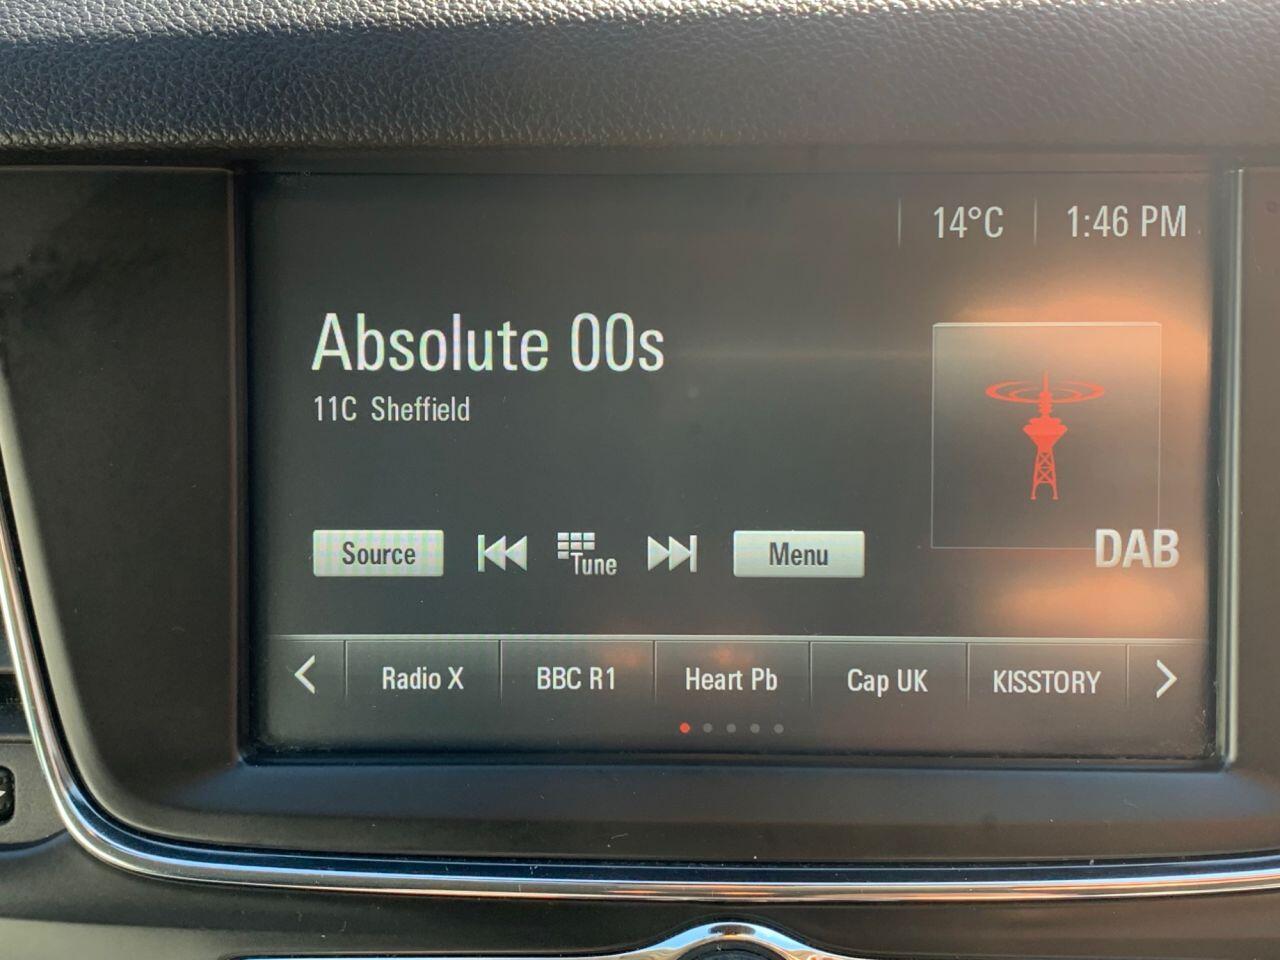 14°C 1:46 PM
Absolute 00s
11C Sheffield
Source Tune Menu
DAB
Radio X BBC R1 Heart Pb Cap UK KISSTORY